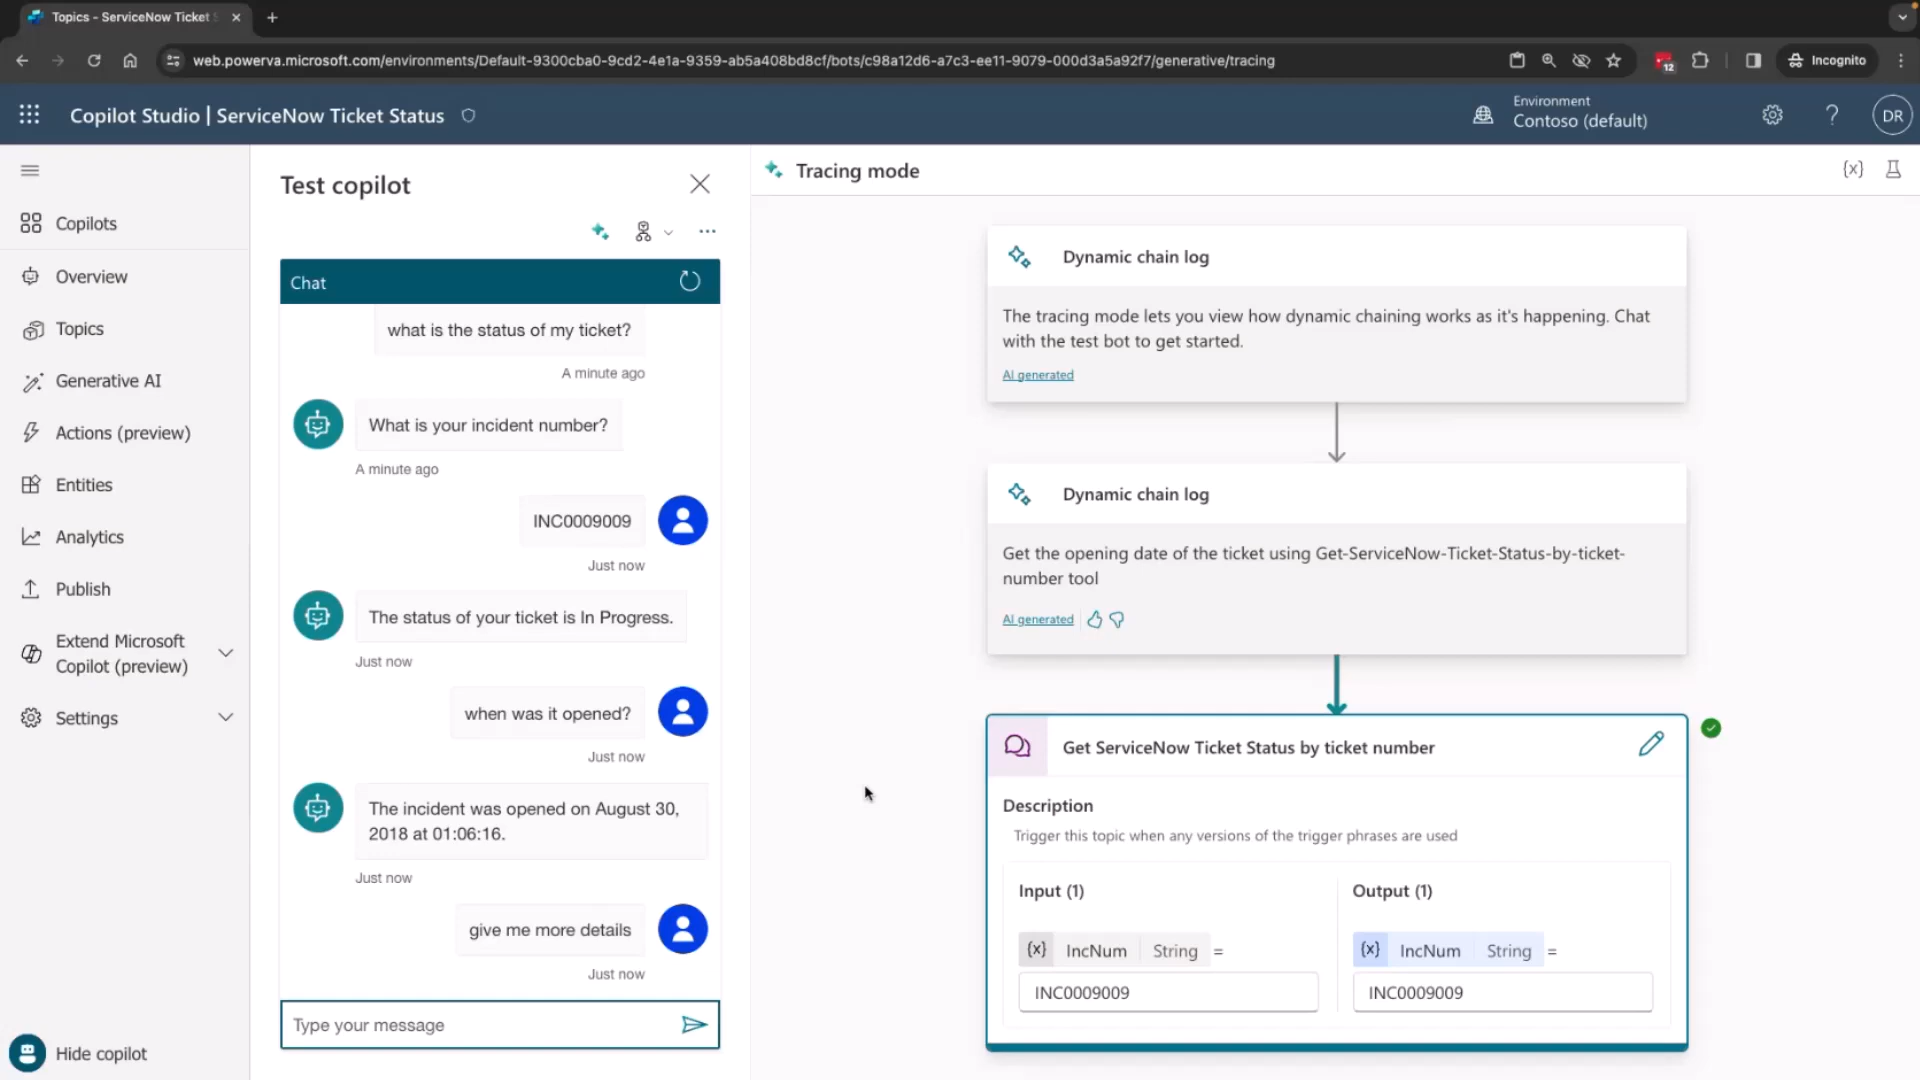 Topics - ServiceNow Ticket S
web.powerva.microsoft.com/environments/Default-9300cba0-9cd2-4e1a-9359-ab5a408bd8cf/bots/c98a12d6-a7c3-ee11-9079-000d3a5a92f7/generative/tracing
12
Incognito
Copilot Studio | ServiceNow Ticket Status
Environment
Contoso (default)
?
DR
Copilots
Overview
Topics
Generative AI
Actions (preview)
Entities
Analytics
Publish
Extend Microsoft
Copilot (preview)
Settings
Hide copilot
Test copilot
Chat
what is the status of my ticket?
A minute ago
What is your incident number?
A minute ago
INC0009009
Just now
The status of your ticket is In Progress.
Just now
when was it opened?
Just now
The incident was opened on August 30,
2018 at 01:06:16.
Just now
give me more details
Just now
Type your message
Tracing mode
{x}
Dynamic chain log
The tracing mode lets you view how dynamic chaining works as it's happening. Chat
with the test bot to get started.
AI generated
Dynamic chain log
Get the opening date of the ticket using Get-ServiceNow-Ticket-Status-by-ticket-
number tool
AI generated
Get ServiceNow Ticket Status by ticket number
Description
Trigger this topic when any versions of the trigger phrases are used
Input (1)
{x} IncNum String =
INC0009009
Output (1)
{x} IncNum String =
INC0009009